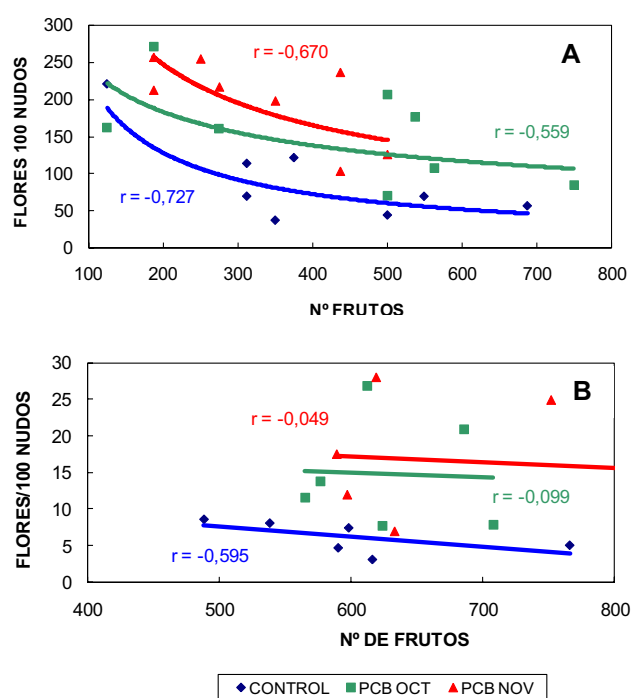 A
FLORES 100 NUDOS
300
250
200
150
100
50
0
r = -0,670
r = -0,559
r = -0,727
100 200 300 400 500 600 700 800
Nº FRUTOS
B
FLORES/100 NUDOS
30
25
20
15
10
5
0
r = -0,049
r = -0,099
r = -0,595
400 500 600 700 800
Nº DE FRUTOS
CONTROL PCB OCT PCB NOV